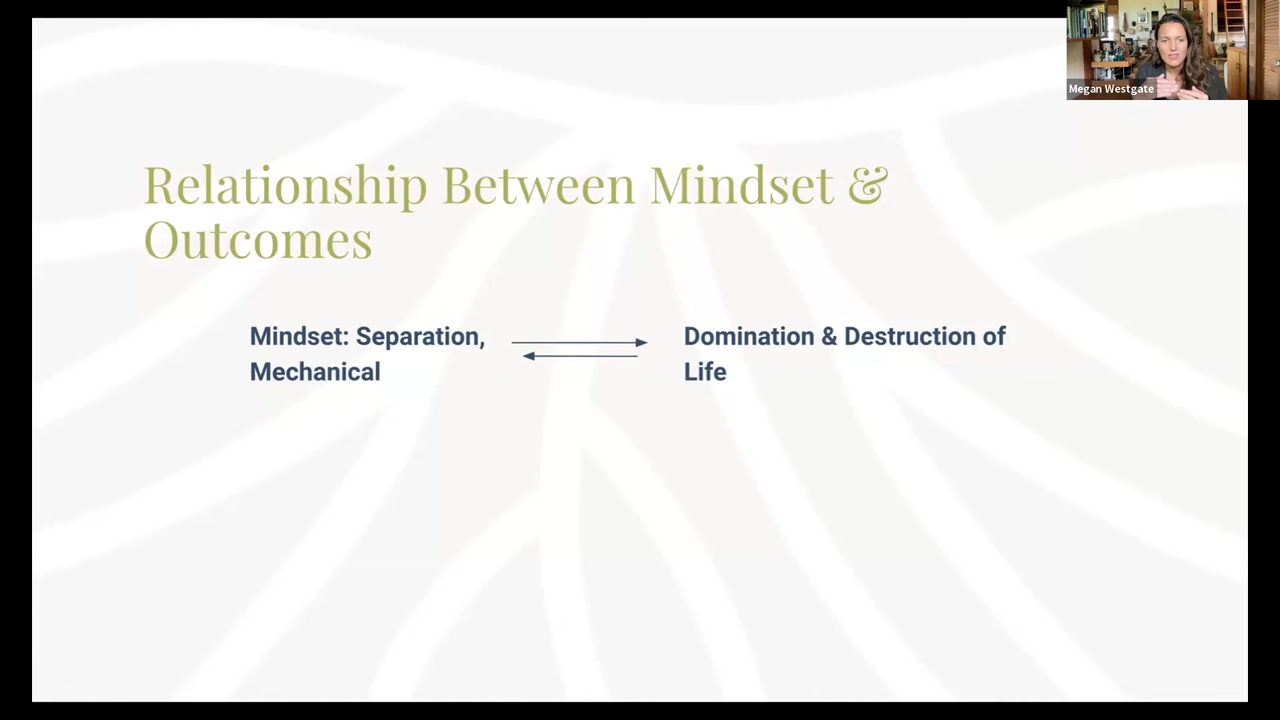 Megan Westgate
Relationship Between Mindset &
Outcomes
Mindset: Separation,
Mechanical
Domination & Destruction of
Life